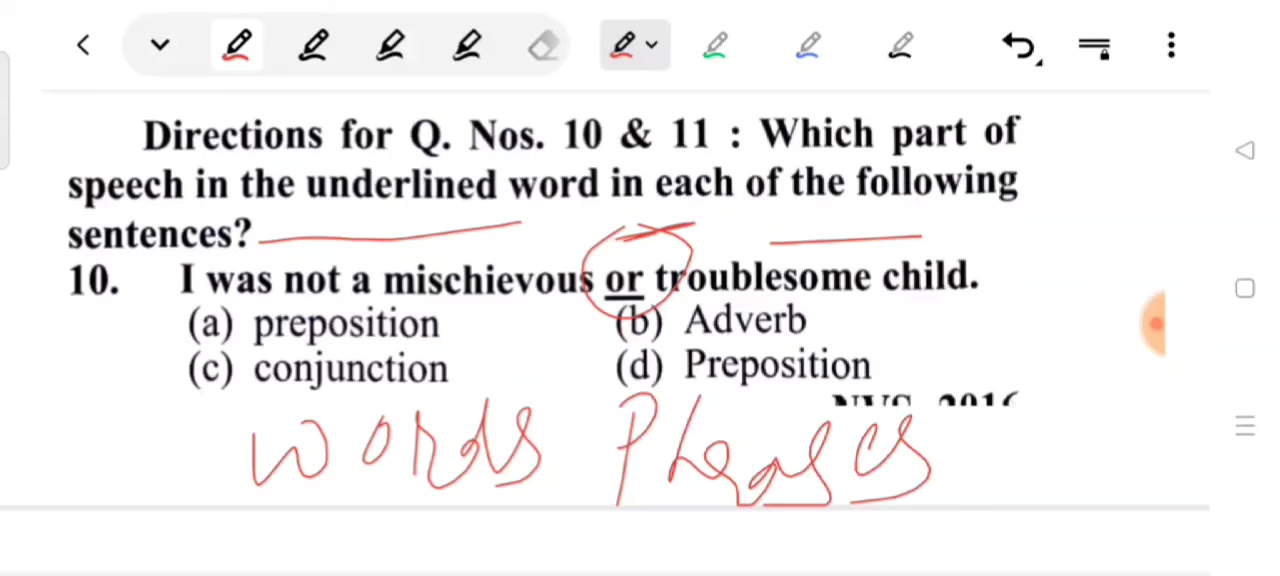 Directions for Q. Nos. 10 & 11 : Which part of
speech in the underlined word in each of the following
sentences?
10. I was not a mischievous or troublesome child.
(a) preposition (b) Adverb
(c) conjunction (d) Preposition
words Phrases